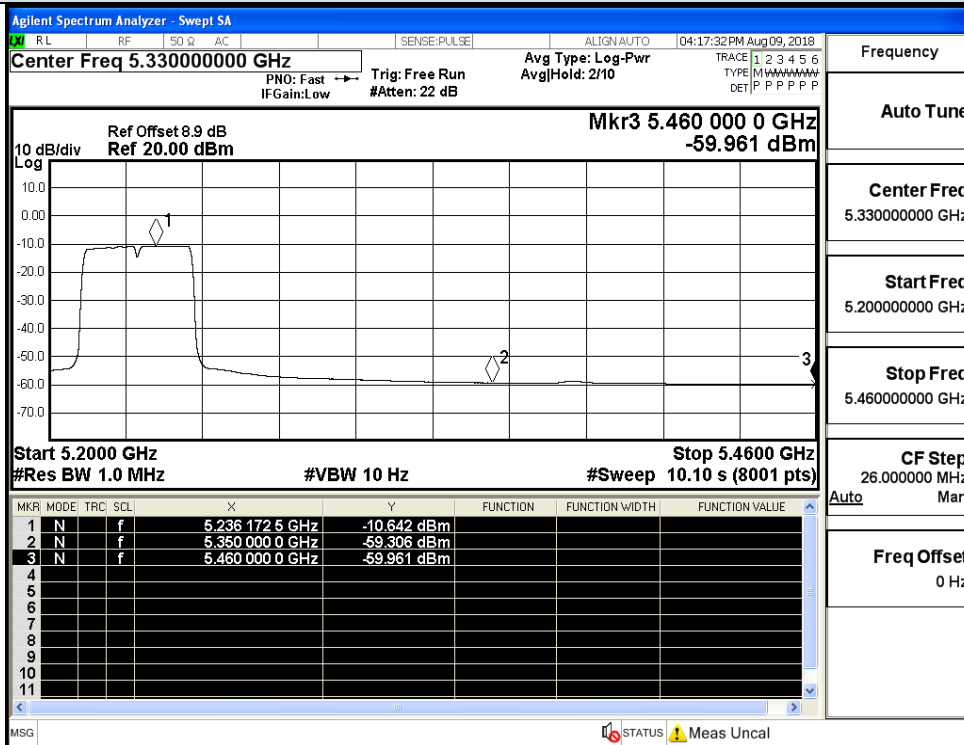 Agilent Spectrum Analyzer - Swept SA
LXI RL RF 50 Ω AC SENSE:PULSE ALIGN AUTO 04:17:32 PM Aug 09, 2018
Center Freq 5.330000000 GHz
PNO: Fast
IFGain:Low
Trig: Free Run
#Atten: 22 dB
Avg Type: Log-Pwr
Avg|Hold: 2/10
TRACE 1 2 3 4 5 6
TYPE M WWWWW
DET P P P P P P
Mkr3 5.460 000 0 GHz
-59.961 dBm
Ref Offset 8.9 dB
10 dB/div Ref 20.00 dBm
Log
10.0
0.00
-10.0
-20.0
-30.0
-40.0
-50.0
-60.0
-70.0
1
2
3
Start 5.2000 GHz Stop 5.4600 GHz
#Res BW 1.0 MHz #VBW 10 Hz #Sweep 10.10 s (8001 pts)
MKR MODE TRC SCL X Y FUNCTION FUNCTION WIDTH FUNCTION VALUE
1 N f 5.236 172 5 GHz -10.642 dBm
2 N f 5.350 000 0 GHz -59.306 dBm
3 N f 5.460 000 0 GHz -59.961 dBm
4
5
6
7
8
9
10
11
MSG STATUS Meas Uncal
Frequency
Auto Tune
Center Freq
5.330000000 GHz
Start Freq
5.200000000 GHz
Stop Freq
5.460000000 GHz
CF Step
26.000000 MHz
Auto Man
Freq Offset
0 Hz